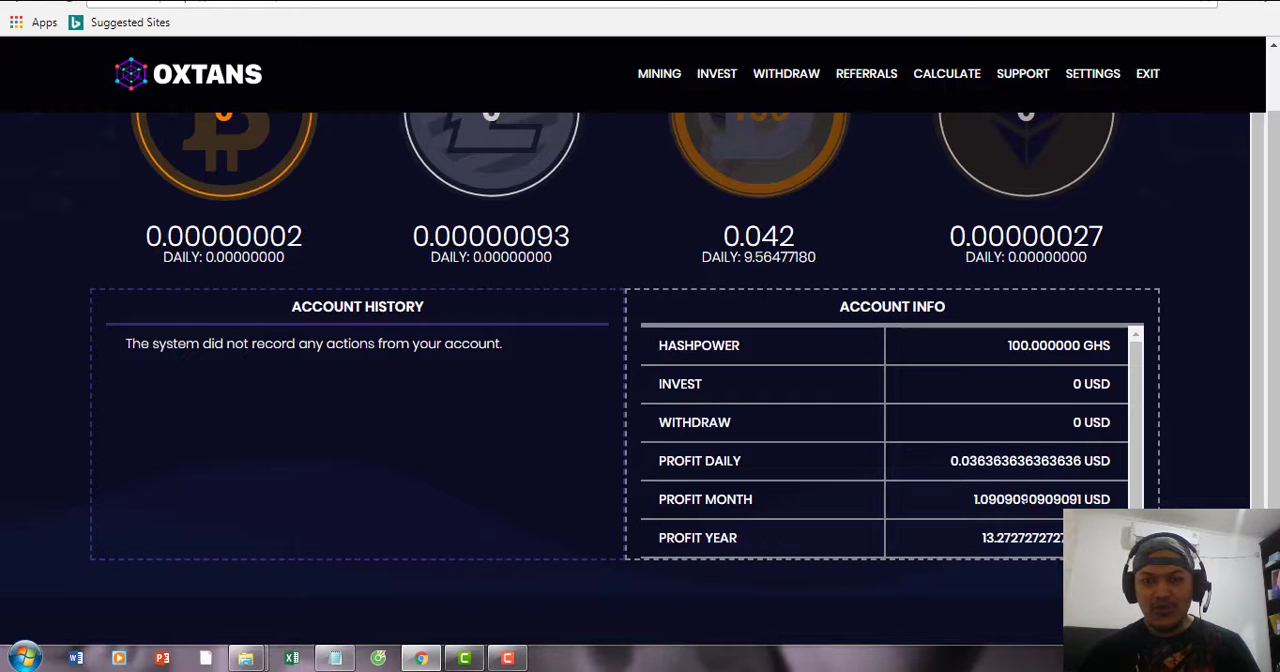 Apps Suggested Sites
OXTANS MINING INVEST WITHDRAW REFERRALS CALCULATE SUPPORT SETTINGS EXIT
0.00000002 0.00000093 0.042 0.00000027
DAILY: 0.00000000 DAILY: 0.00000000 DAILY: 9.56477180 DAILY: 0.00000000
ACCOUNT HISTORY
The system did not record any actions from your account.
ACCOUNT INFO
HASHPOWER 100.000000 GHS
INVEST 0 USD
WITHDRAW 0 USD
PROFIT DAILY 0.036363636363636 USD
PROFIT MONTH 1.0909090909091 USD
PROFIT YEAR 13.2727272727